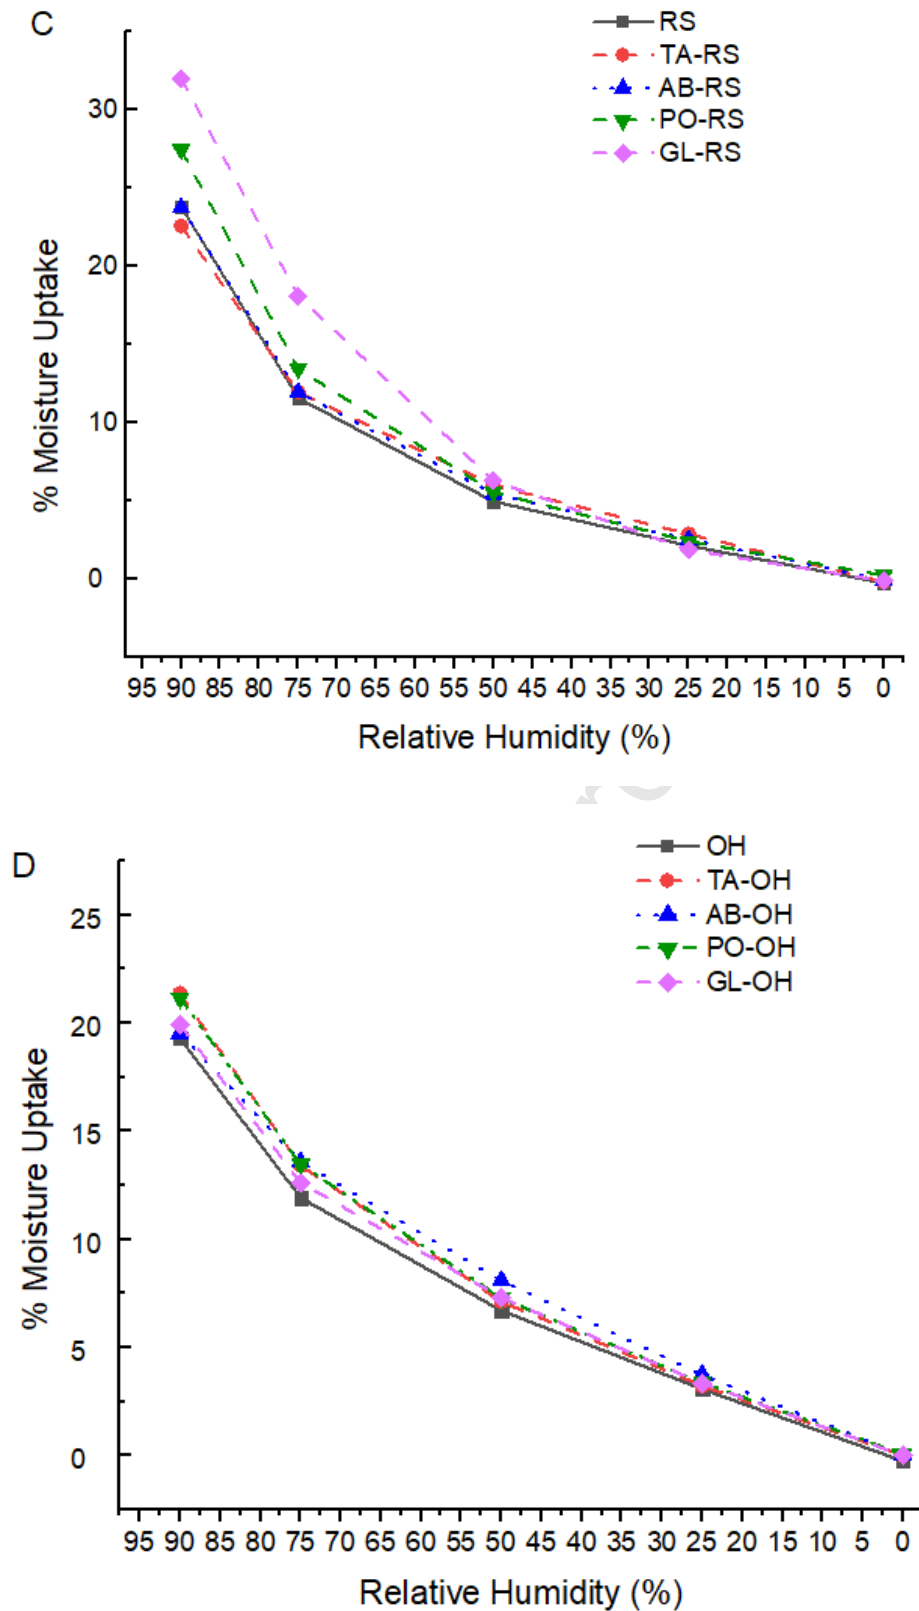 C
RS
TA-RS
AB-RS
PO-RS
GL-RS
30
20
10
0
% Moisture Uptake
95 90 85 80 75 70 65 60 55 50 45 40 35 30 25 20 15 10 5 0
Relative Humidity (%)
D
OH
TA-OH
AB-OH
PO-OH
GL-OH
25
20
15
10
5
0
% Moisture Uptake
95 90 85 80 75 70 65 60 55 50 45 40 35 30 25 20 15 10 5 0
Relative Humidity (%)